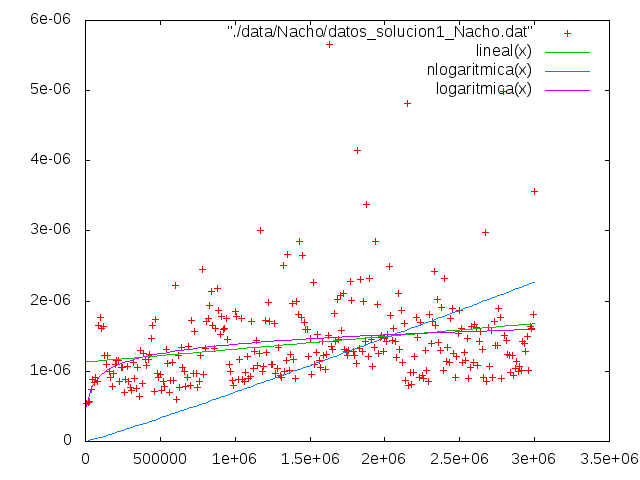 6e-06
5e-06
4e-06
3e-06
2e-06
1e-06
0
"./data/Nacho/datos_solucion1_Nacho.dat"
lineal(x)
nlogaritmica(x)
logaritmica(x)
0 500000 1e+06 1.5e+06 2e+06 2.5e+06 3e+06 3.5e+06